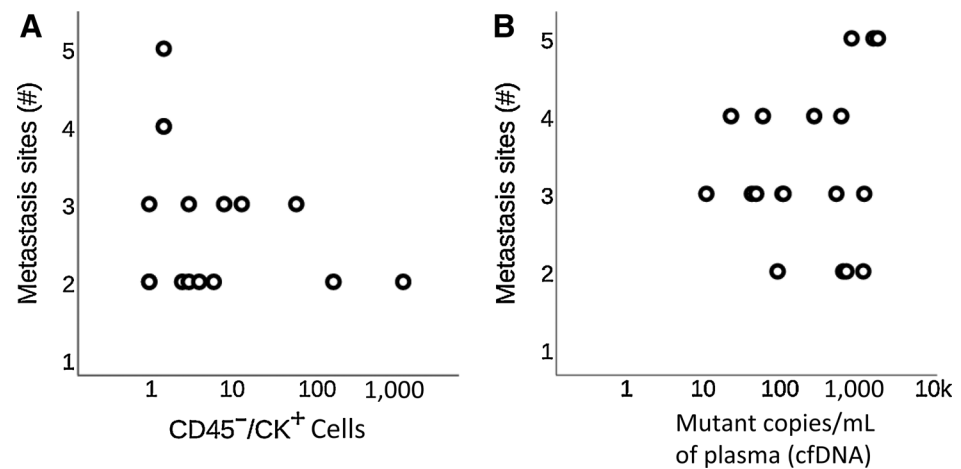 A
Metastasis sites (#)
5
4
3
2
1
1 10 100 1,000
CD45⁻/CK⁺ Cells
B
Metastasis sites (#)
5
4
3
2
1
1 10 100 1,000 10k
Mutant copies/mL
of plasma (cfDNA)